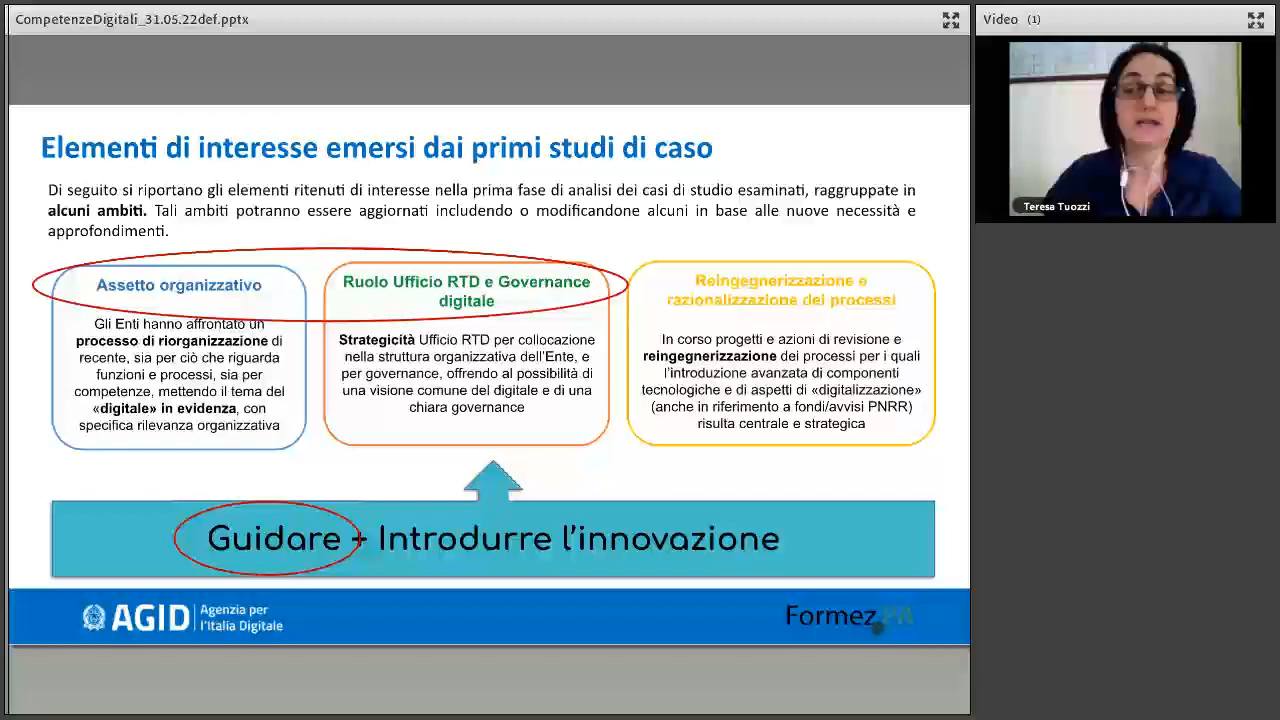 CompetenzeDigitali_31.05.22def.pptx
Video (1)
Teresa Tuozzi
Elementi di interesse emersi dai primi studi di caso
Di seguito si riportano gli elementi ritenuti di interesse nella prima fase di analisi dei casi di studio esaminati, raggruppate in
alcuni ambiti. Tali ambiti potranno essere aggiornati includendo o modificandone alcuni in base alle nuove necessità e
approfondimenti.
Assetto organizzativo
Gli Enti hanno affrontato un
processo di riorganizzazione di
recente, sia per ciò che riguarda
funzioni e processi, sia per
competenze, mettendo il tema del
«digitale» in evidenza, con
specifica rilevanza organizzativa
Ruolo Ufficio RTD e Governance
digitale
Strategicità Ufficio RTD per collocazione
nella struttura organizzativa dell'Ente, e
per governance, offrendo al possibilità di
una visione comune del digitale e di una
chiara governance
Reingegnerizzazione e
razionalizzazione dei processi
In corso progetti e azioni di revisione e
reingegnerizzazione dei processi per i quali
l'introduzione avanzata di componenti
tecnologiche e di aspetti di «digitalizzazione»
(anche in riferimento a fondi/avvisi PNRR)
risulta centrale e strategica
Guidare + Introdurre l'innovazione
AGID
Agenzia per
l'Italia Digitale
Formez PA